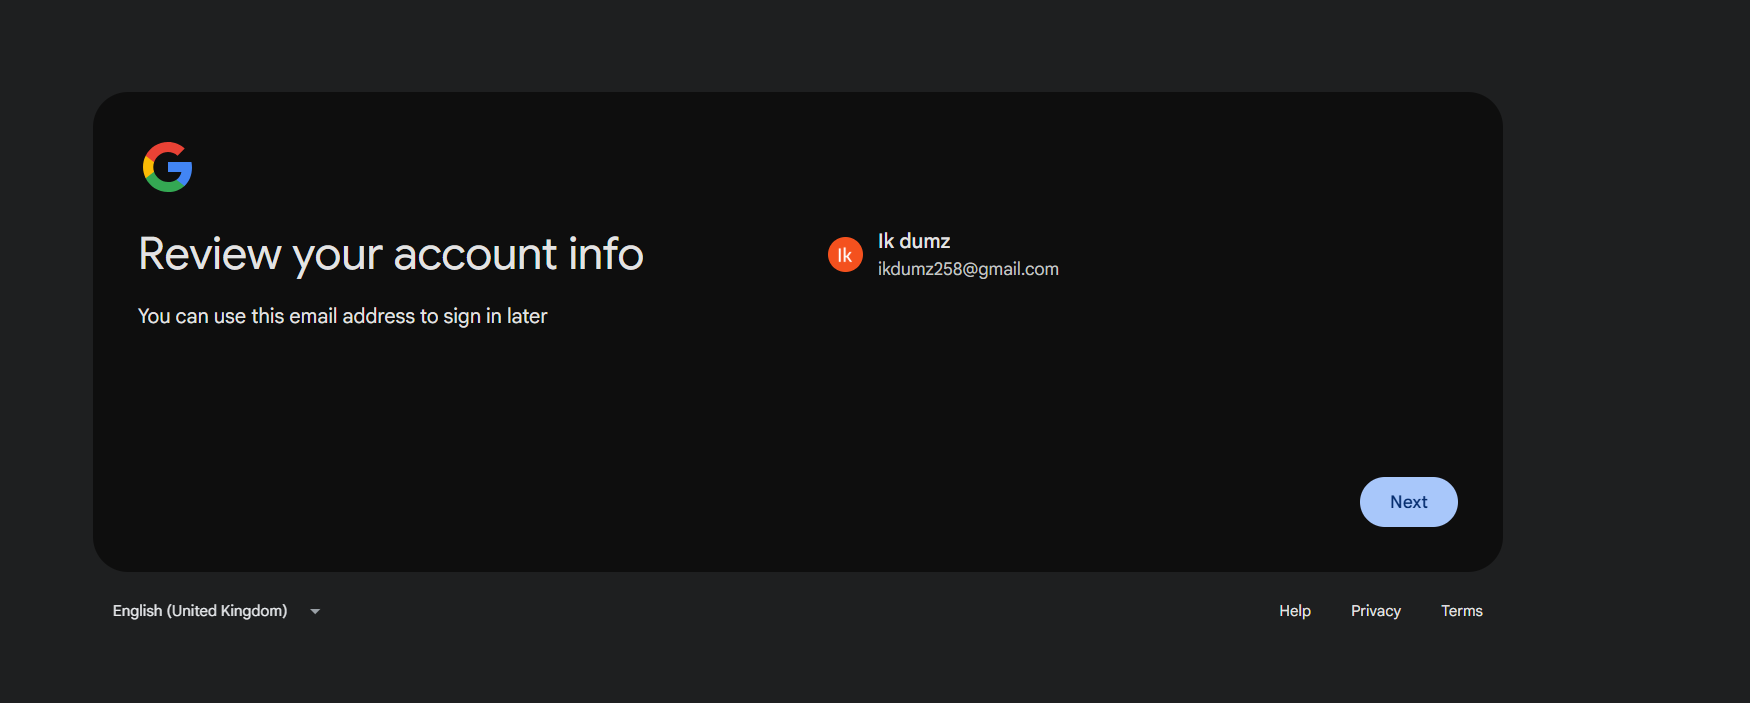 Review your account info
You can use this email address to sign in later
Ik
Ik dumz
ikdumz258@gmail.com
Next
English (United Kingdom)
Help
Privacy
Terms